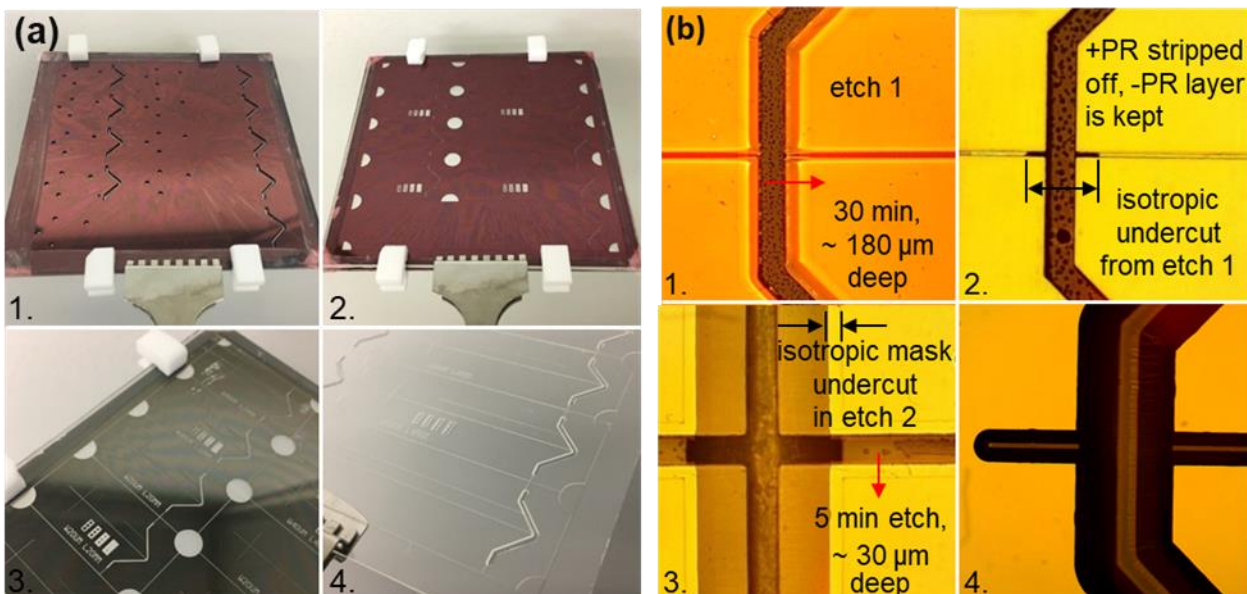 (a)
1.
2.
3.
4.
(b)
etch 1
30 min,
~ 180 µm
deep
1.
+PR stripped
off, -PR layer
is kept
isotropic
undercut
from etch 1
2.
isotropic mask
undercut
in etch 2
5 min etch,
~ 30 µm
deep
3.
4.